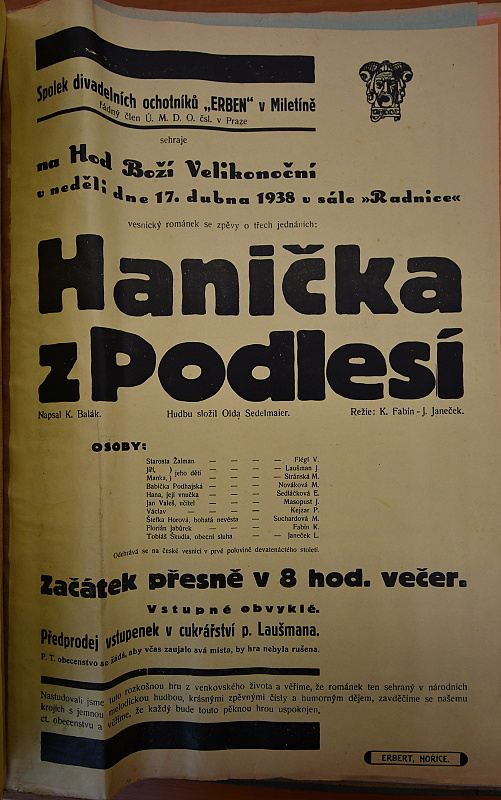 Spolek divadelních ochotníků „ERBEN" v Miletíně
řádný člen Ú. M. D. O. čsl. v Praze
sehraje
na Hod Boží Velikonoční
v neděli dne 17. dubna 1938 v sále »Radnice«
vesnický románek se zpěvy o třech jednáních:
Hanička
z Podlesí
Napsal K. Balák. Hudbu složil Olda Sedelmaier. Režie: K. Fabin - J. Janeček.
OSOBY:
Starosta Žalman — — — — Flégl V.
Jiří, } jeho děti — — — — Laušman J.
Manka, } — Stránská M.
Babička Podhajská — — — Nováková M.
Hana, její vnučka — — — Sedláčková E.
Jan Valeš, učitel — — — Masopust J.
Václav — — — — Kejzar P.
Štefka Horová, bohatá nevěsta — Suchardová M.
Florián Jabůrek — — — Fabin K.
Tobiáš Škudla, obecní sluha — — Janeček L.
Odehrává se na české vesnici v prvé polovině devatenáctého století.
Začátek přesně v 8 hod. večer.
Vstupné obvyklé.
Předprodej vstupenek v cukrářství p. Laušmana.
P. T. obecenstvo se žádá, aby včas zaujalo svá místa, by hra nebyla rušena.
Nastudovali jsme tuto rozkošnou hru z venkovského života a věříme, že románek ten sehraný v národních
krojích s jemnou melodickou hudbou, krásnými zpěvnými čísly a humorným dějem, zavděčíme se našemu
ct. obecenstvu a věříme, že každý bude touto pěknou hrou uspokojen.
ERBERT, HOŘICE.